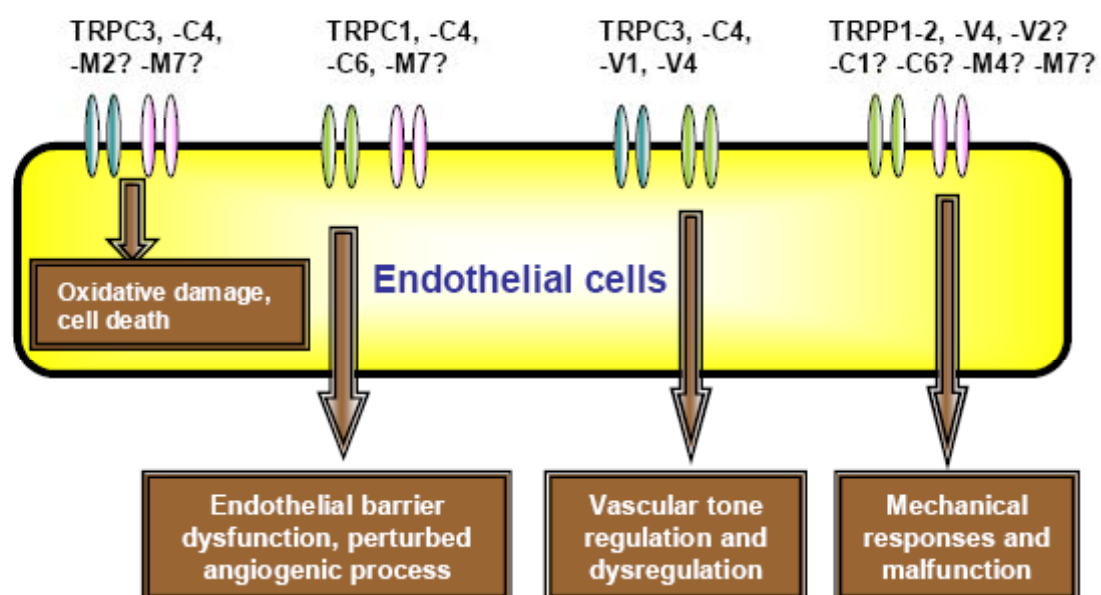 TRPC3, -C4,
-M2? -M7?
TRPC1, -C4,
-C6, -M7?
TRPC3, -C4,
-V1, -V4
TRPP1-2, -V4, -V2?
-C1? -C6? -M4? -M7?
Endothelial cells
Oxidative damage,
cell death
Endothelial barrier
dysfunction, perturbed
angiogenic process
Vascular tone
regulation and
dysregulation
Mechanical
responses and
malfunction